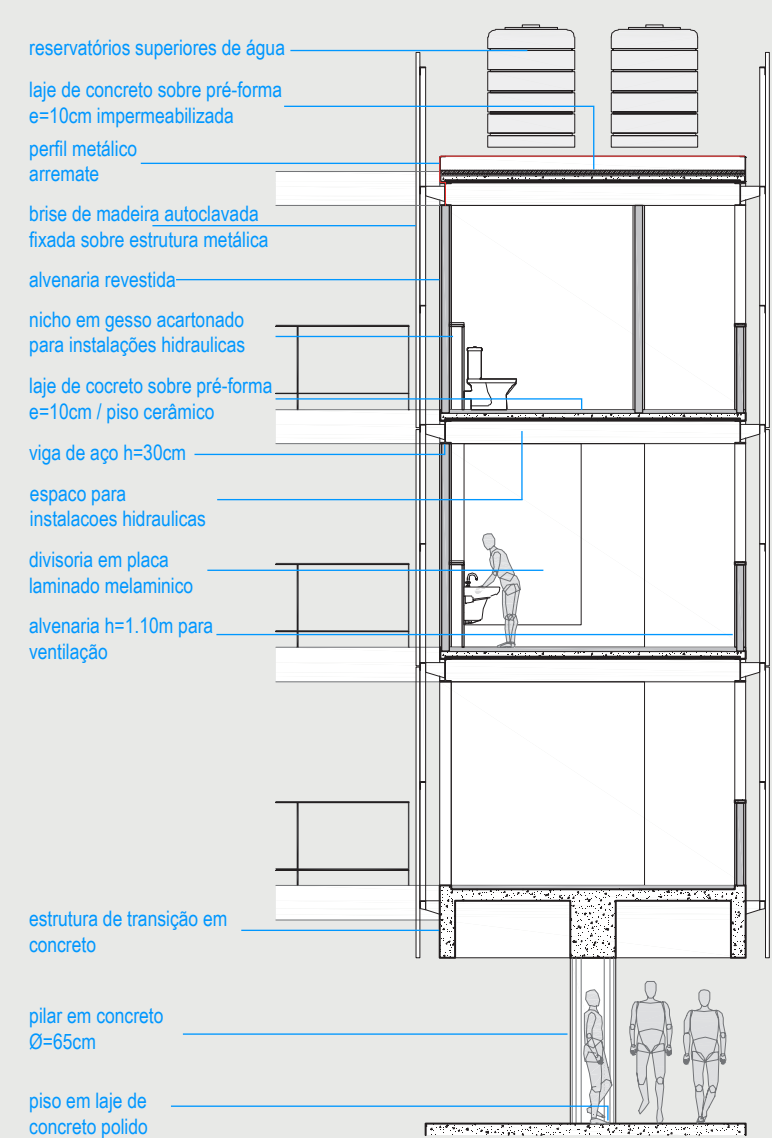 reservatórios superiores de água
laje de concreto sobre pré-forma
e=10cm impermeabilizada
perfil metálico
arremate
brise de madeira autoclavada
fixada sobre estrutura metálica
alvenaria revestida
nicho em gesso acartonado
para instalações hidraulicas
laje de cocreto sobre pré-forma
e=10cm / piso cerâmico
viga de aço h=30cm
espaco para
instalacoes hidraulicas
divisoria em placa
laminado melaminico
alvenaria h=1.10m para
ventilação
estrutura de transição em
concreto
pilar em concreto
Ø=65cm
piso em laje de
concreto polido